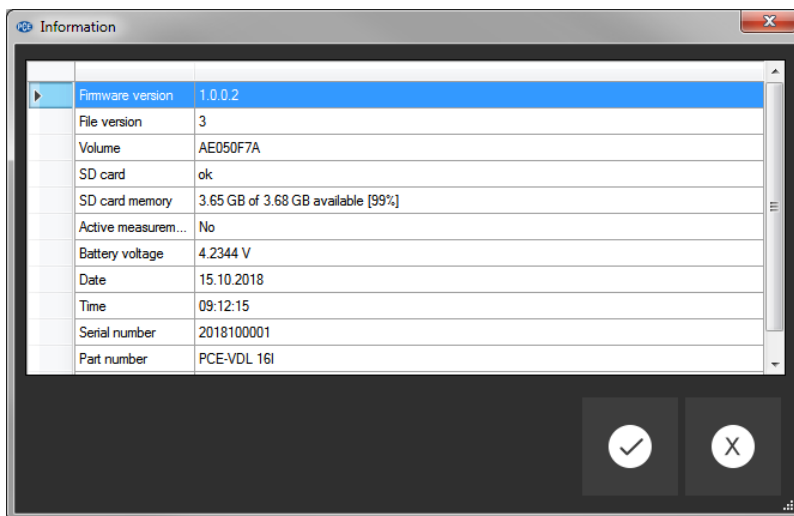 PCE Information
Firmware version 1.0.0.2
File version 3
Volume AE050F7A
SD card ok
SD card memory 3.65 GB of 3.68 GB available [99%]
Active measurem... No
Battery voltage 4.2344 V
Date 15.10.2018
Time 09:12:15
Serial number 2018100001
Part number PCE-VDL 16I
X